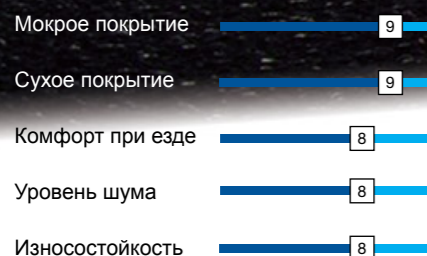 Мокрое покрытие 9
Сухое покрытие 9
Комфорт при езде 8
Уровень шума 8
Износостойкость 8